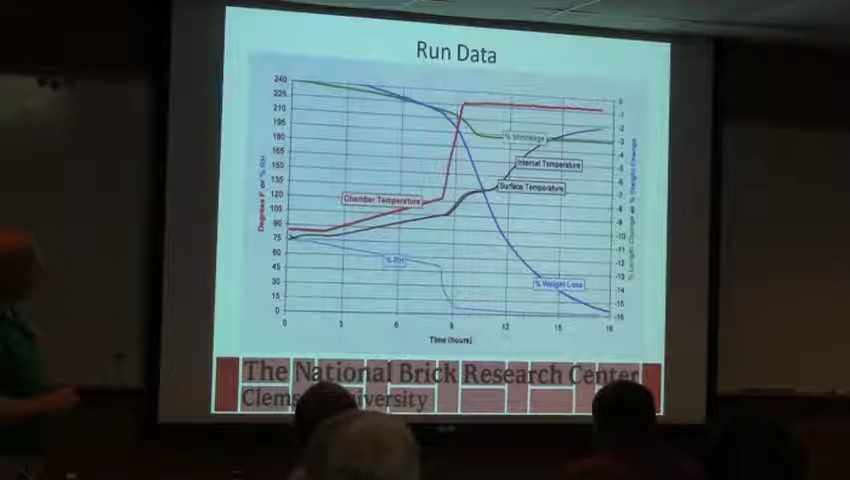 Run Data
240
225
210
195
180
165
150
135
120
105
90
75
60
45
30
15
0
Degrees F or % RH
0
-1
-2
-3
-4
-5
-6
-7
-8
-9
-10
-11
-12
-13
-14
-15
-16
% Length Change or % Weight Change
% Shrinkage
Internal Temperature
Surface Temperature
Chamber Temperature
% RH
% Weight Loss
0 3 6 9 12 15 18
Time (hours)
The National Brick Research Center
Clems University